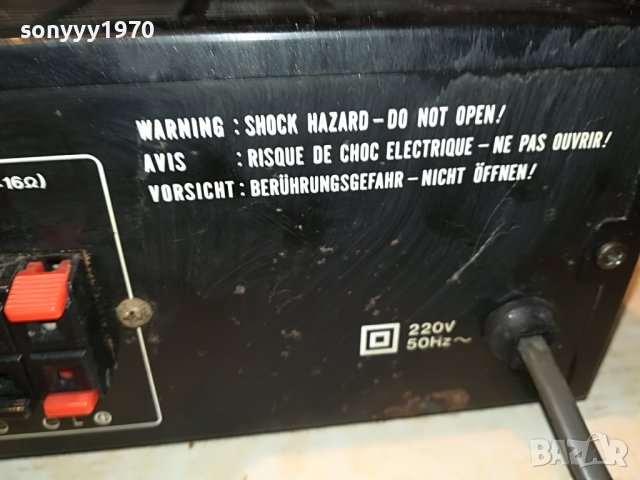 sonyyy1970
WARNING : SHOCK HAZARD – DO NOT OPEN!
AVIS : RISQUE DE CHOC ELECTRIQUE – NE PAS OUVRIR!
VORSICHT : BERÜHRUNGSGEFAHR – NICHT ÖFFNEN!
-16Ω)
220V
50Hz ~
L
BAZAR